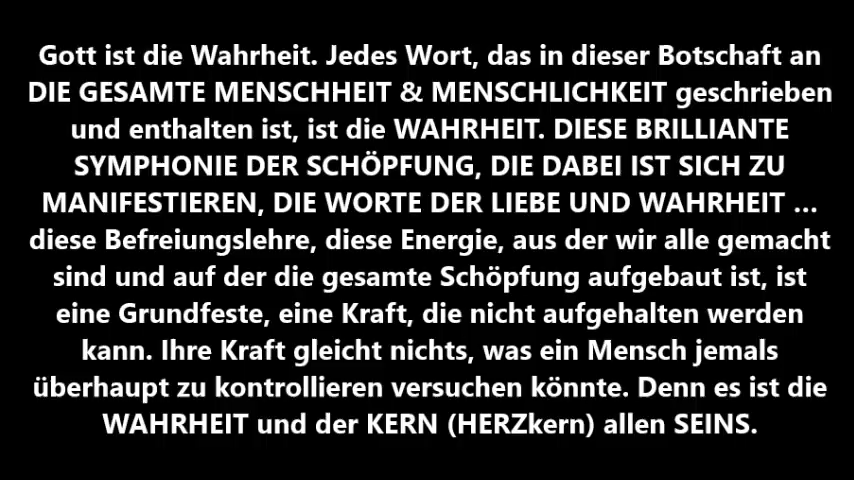 Gott ist die Wahrheit. Jedes Wort, das in dieser Botschaft an
DIE GESAMTE MENSCHHEIT & MENSCHLICHKEIT geschrieben
und enthalten ist, ist die WAHRHEIT. DIESE BRILLIANTE
SYMPHONIE DER SCHÖPFUNG, DIE DABEI IST SICH ZU
MANIFESTIEREN, DIE WORTE DER LIEBE UND WAHRHEIT ...
diese Befreiungslehre, diese Energie, aus der wir alle gemacht
sind und auf der die gesamte Schöpfung aufgebaut ist, ist
eine Grundfeste, eine Kraft, die nicht aufgehalten werden
kann. Ihre Kraft gleicht nichts, was ein Mensch jemals
überhaupt zu kontrollieren versuchen könnte. Denn es ist die
WAHRHEIT und der KERN (HERZkern) allen SEINS.